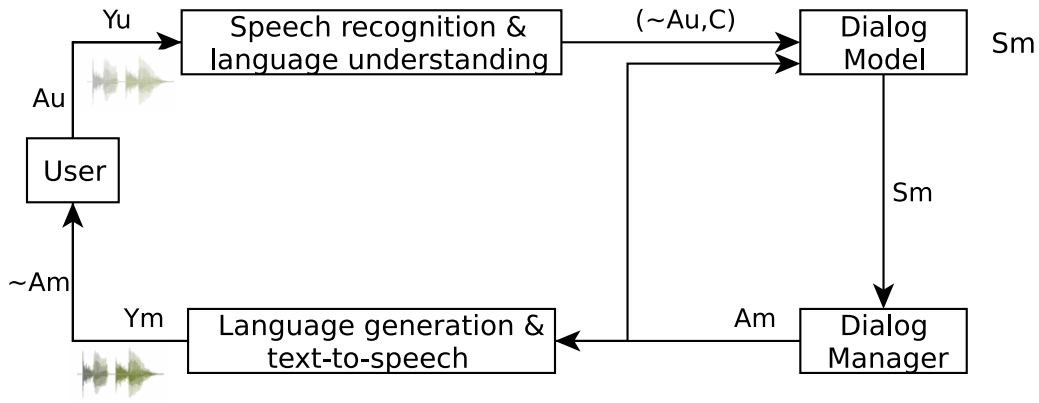 Yu
Speech recognition &
language understanding
(~Au,C)
Dialog
Model
Sm
Au
User
Sm
~Am
Ym
Language generation &
text-to-speech
Am
Dialog
Manager